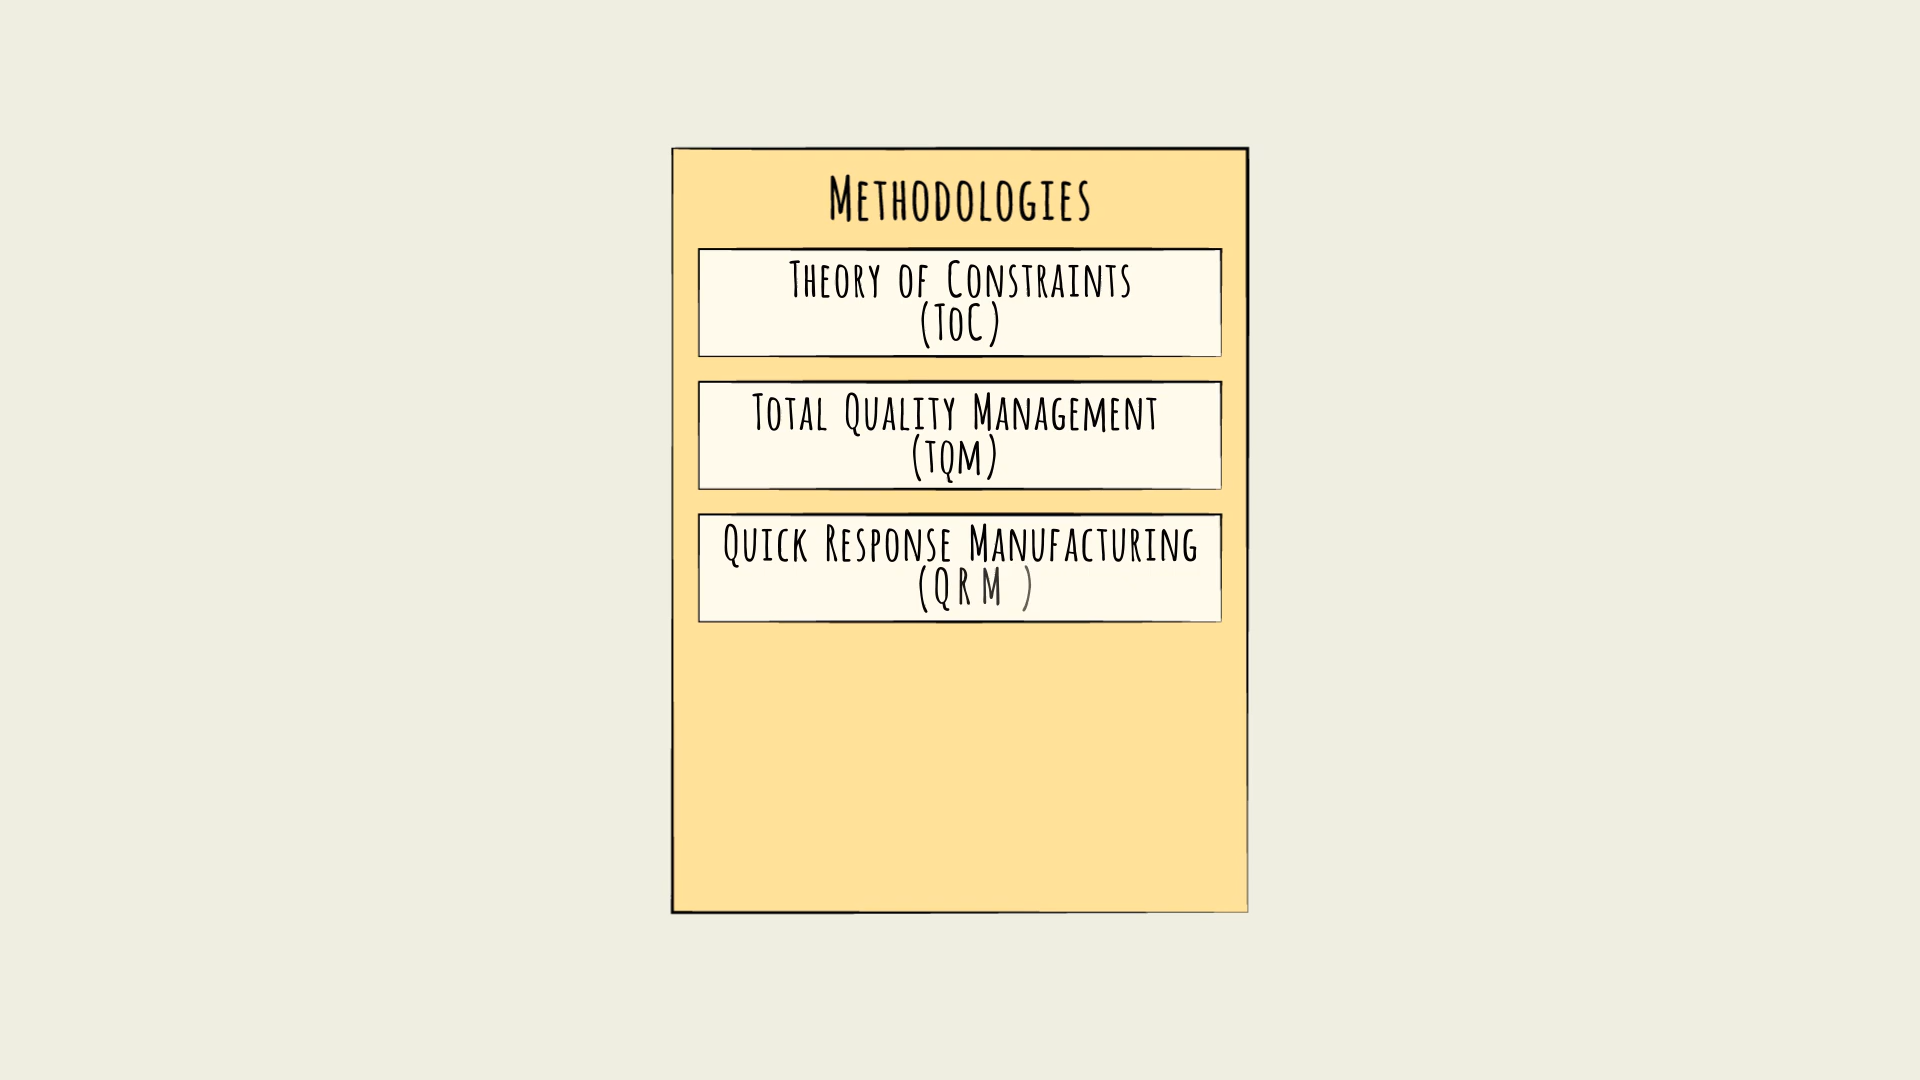 Methodologies
Theory of Constraints
(ToC)
Total Quality Management
(TQM)
Quick Response Manufacturing
(QRM )